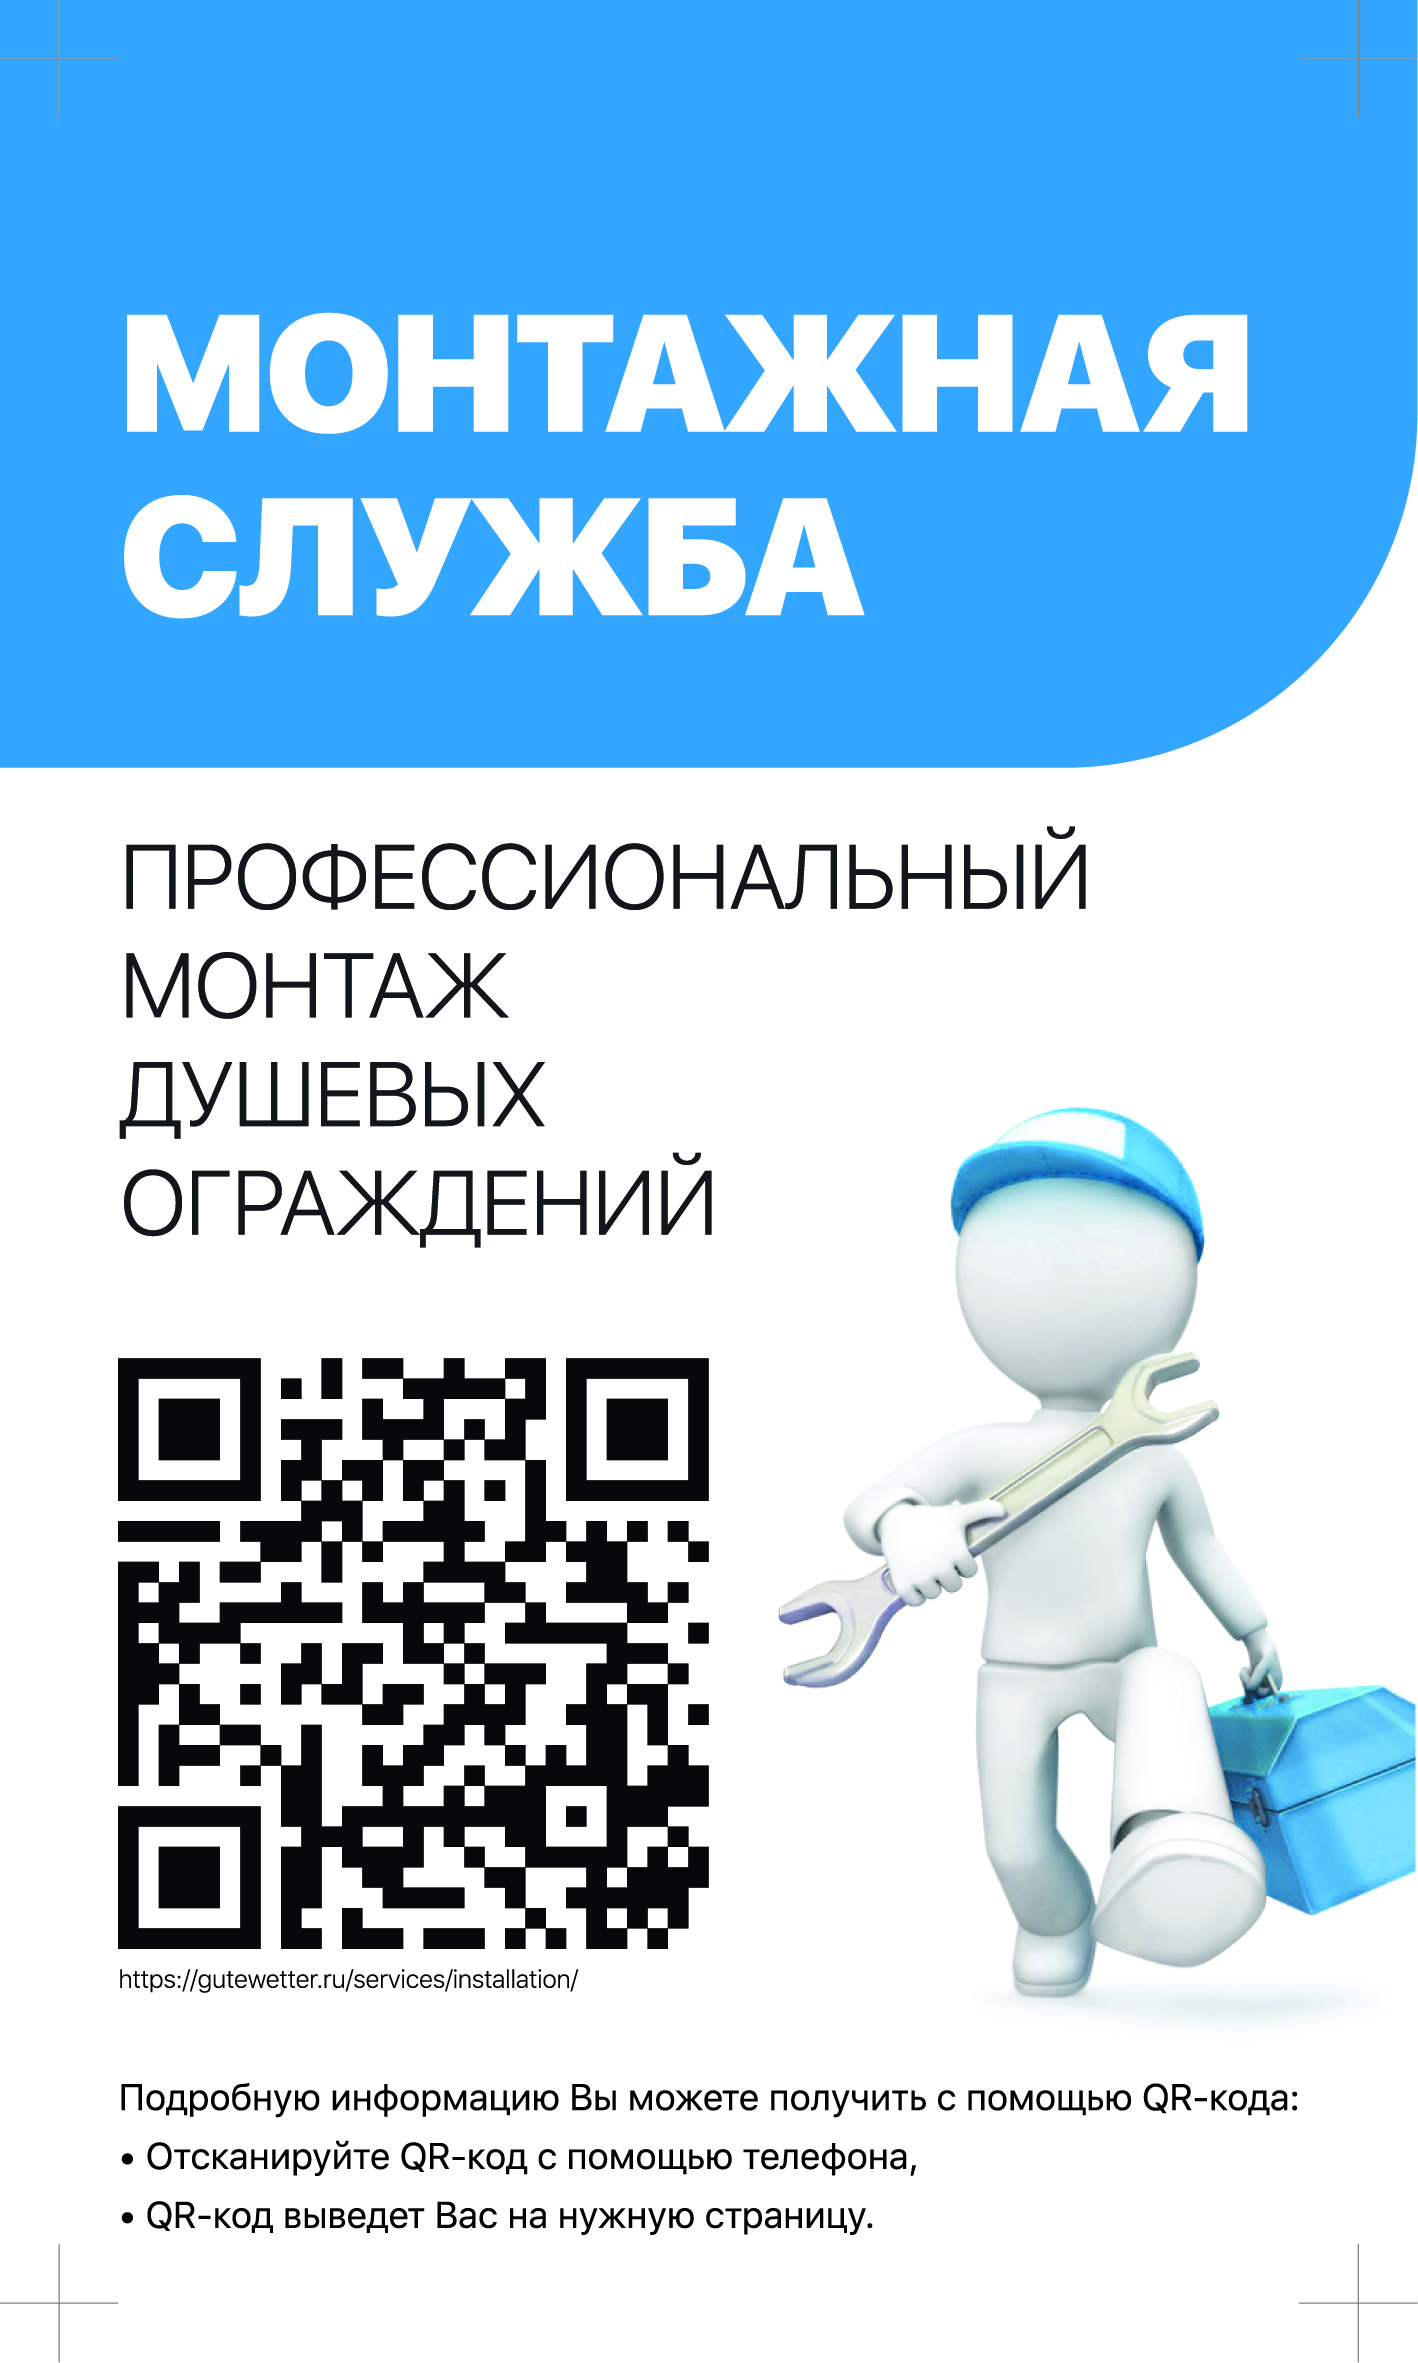 МОНТАЖНАЯ
СЛУЖБА
ПРОФЕССИОНАЛЬНЫЙ
МОНТАЖ
ДУШЕВЫХ
ОГРАЖДЕНИЙ
https://gutewetter.ru/services/installation/
Подробную информацию Вы можете получить с помощью QR-кода:
• Отсканируйте QR-код с помощью телефона,
• QR-код выведет Вас на нужную страницу.